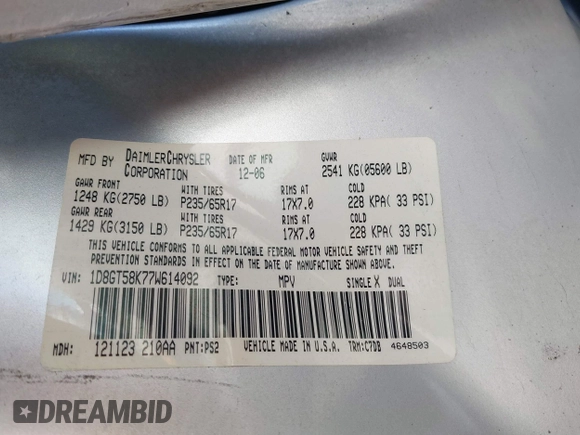 MFD BY DAIMLERCHRYSLER CORPORATION DATE OF MFR 12-06 GVWR 2541 KG(05600 LB)
GAWR FRONT WITH TIRES RIMS AT COLD
1248 KG(2750 LB) P235/65R17 17X7.0 228 KPA( 33 PSI)
GAWR REAR WITH TIRES RIMS AT COLD
1429 KG(3150 LB) P235/65R17 17X7.0 228 KPA( 33 PSI)
THIS VEHICLE CONFORMS TO ALL APPLICABLE FEDERAL MOTOR VEHICLE SAFETY AND THEFT
PREVENTION STANDARDS IN EFFECT ON THE DATE OF MANUFACTURE SHOWN ABOVE.
VIN: 1D8GT58K77W614092 TYPE: MPV SINGLE X DUAL
MDH: 121123 210AA PNT:PS2 VEHICLE MADE IN U.S.A. TRM:C7DB 4648503
DREAMBID